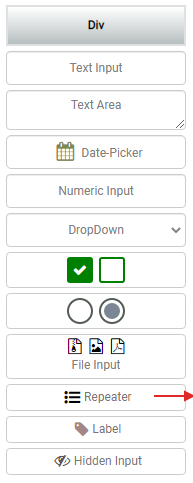 Div
Text Input
Text Area
Date-Picker
Numeric Input
DropDown
File Input
Repeater
Label
Hidden Input